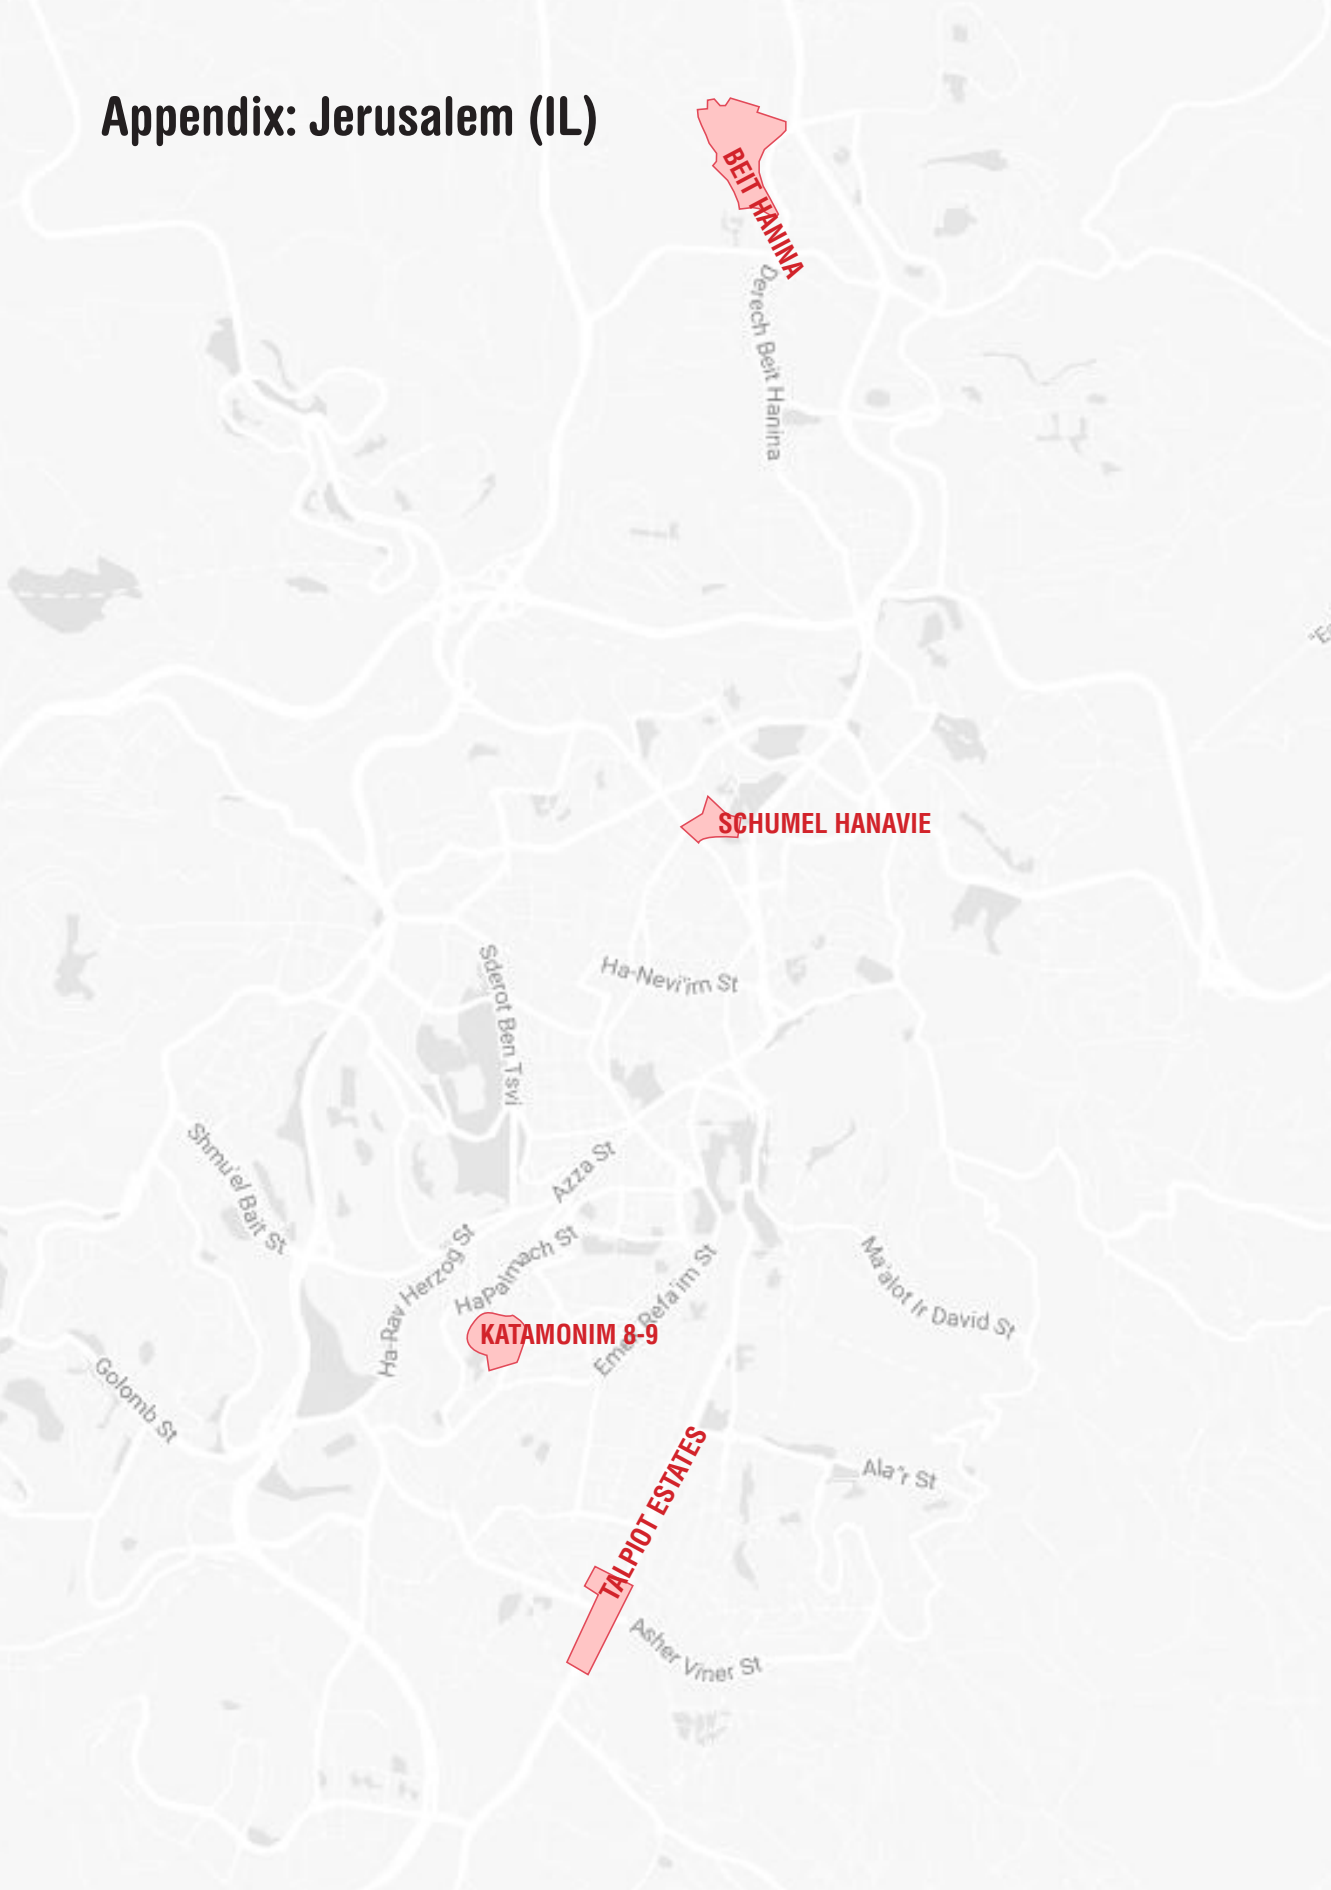 Appendix: Jerusalem (IL)
BEIT HANINA
Derech Beit Hanina
SCHUMEL HANAVIE
Sderot Ben Tsvi
Ha-Nevi'im St
Shmu'el Bait St
Azza St
HaPalmach St
Ha-Rav Herzog St
Emek Refa'im St
Ma'alot Ir David St
KATAMONIM 8-9
Golomb St
TALPIOT ESTATES
Ala'r St
Asher Viner St